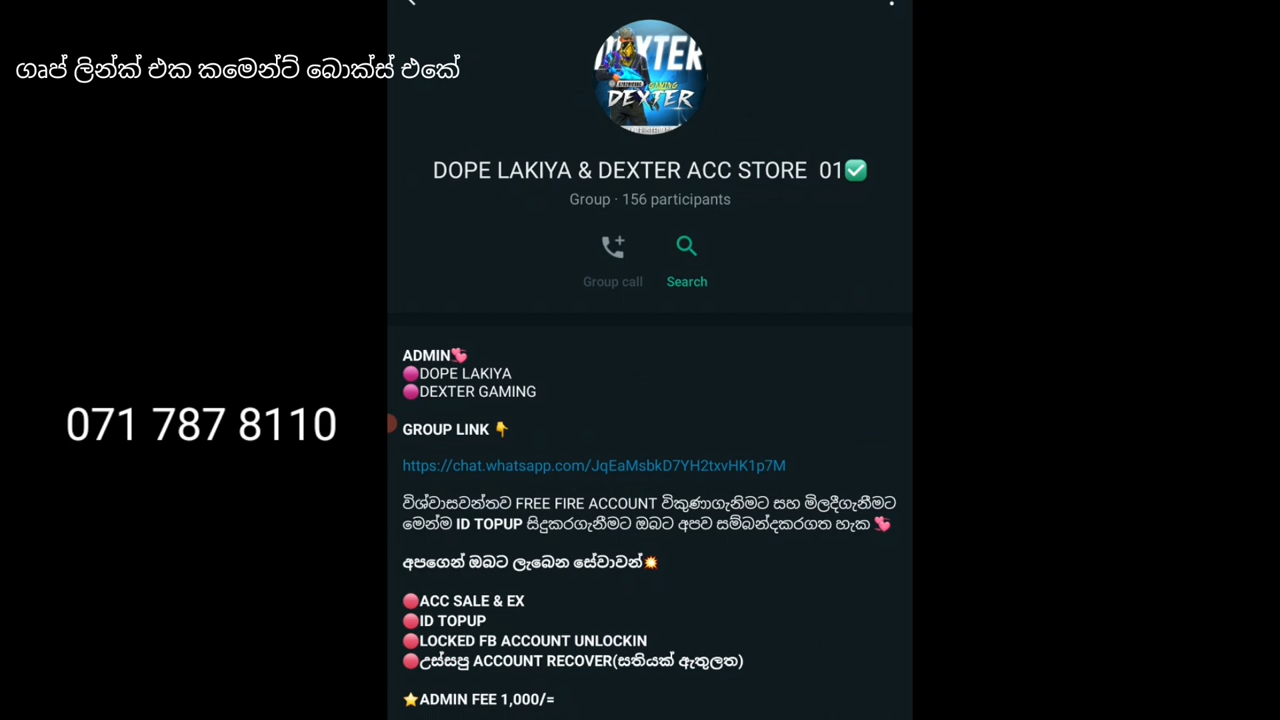 ගෘප් ලින්ක් එක කමෙන්ට් බොක්ස් එකේ
DEXTER
GAMING
DEXTER
DOPE LAKIYA & DEXTER ACC STORE 01✅
Group · 156 participants
Group call
Search
ADMIN💘
🟣DOPE LAKIYA
🟣DEXTER GAMING
071 787 8110
GROUP LINK 👇
https://chat.whatsapp.com/JqEaMsbkD7YH2txvHK1p7M
විශ්වාසවන්තව FREE FIRE ACCOUNT විකුණාගැනිමට සහ මිලදීගැනීමට
මෙන්ම ID TOPUP සිදුකරගැනීමට ඔබට අපව සම්බන්දකරගත හැක 💘
අපගෙන් ඔබට ලැබෙන සේවාවන්💥
🔴ACC SALE & EX
🔴ID TOPUP
🔴LOCKED FB ACCOUNT UNLOCKIN
🔴උස්සපු ACCOUNT RECOVER(සතියක් ඇතුලත)
⭐ADMIN FEE 1,000/=